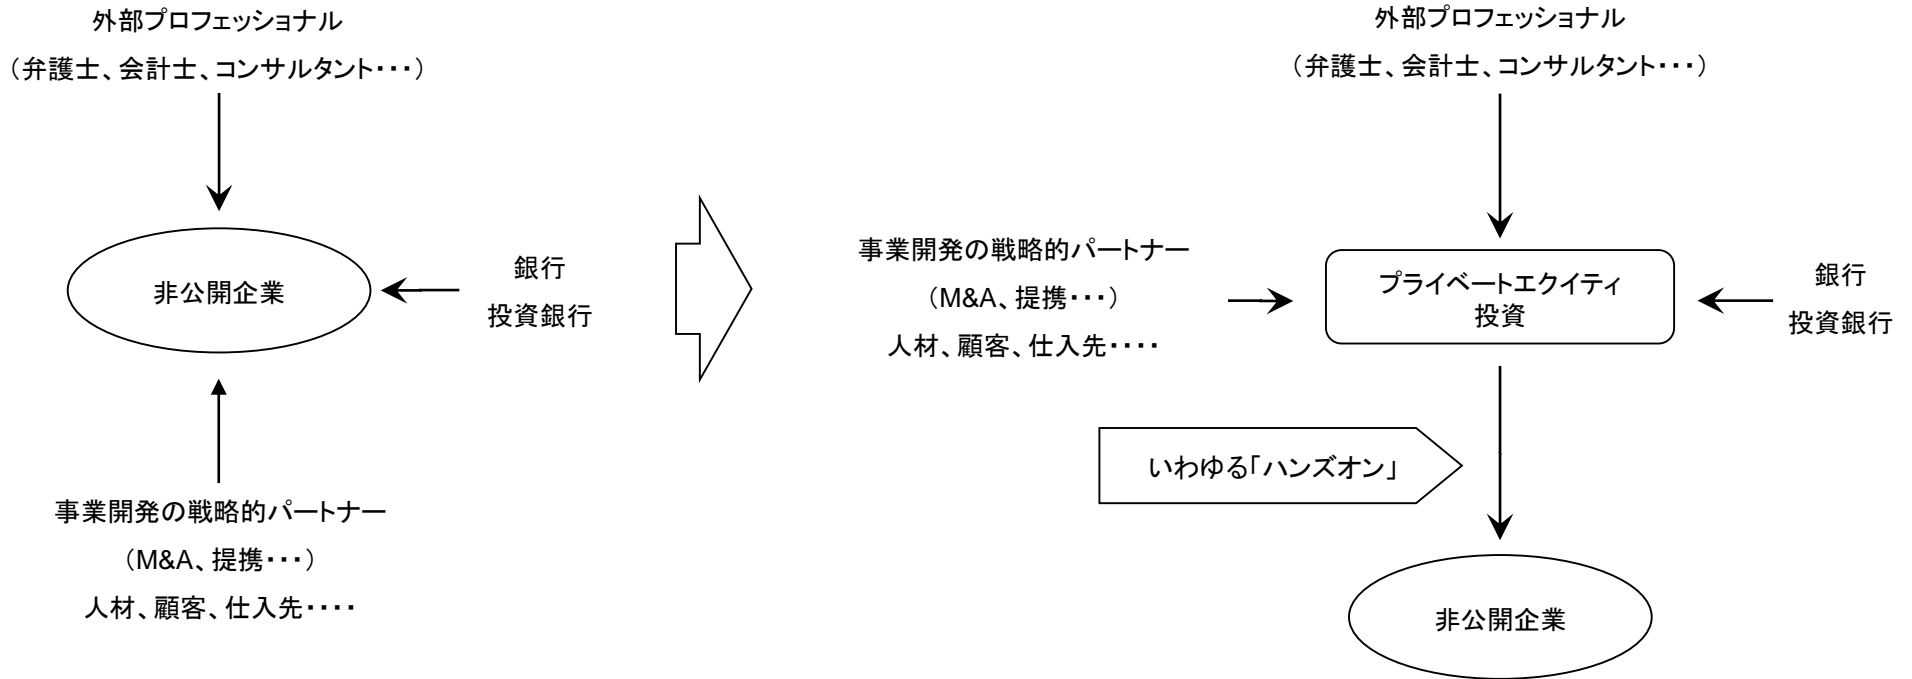 外部プロフェッショナル
（弁護士、会計士、コンサルタント・・・）
非公開企業
銀行
投資銀行
事業開発の戦略的パートナー
（M&A、提携・・・）
人材、顧客、仕入先・・・・
外部プロフェッショナル
（弁護士、会計士、コンサルタント・・・）
事業開発の戦略的パートナー
（M&A、提携・・・）
人材、顧客、仕入先・・・・
プライベートエクイティ
投資
銀行
投資銀行
いわゆる「ハンズオン」
非公開企業